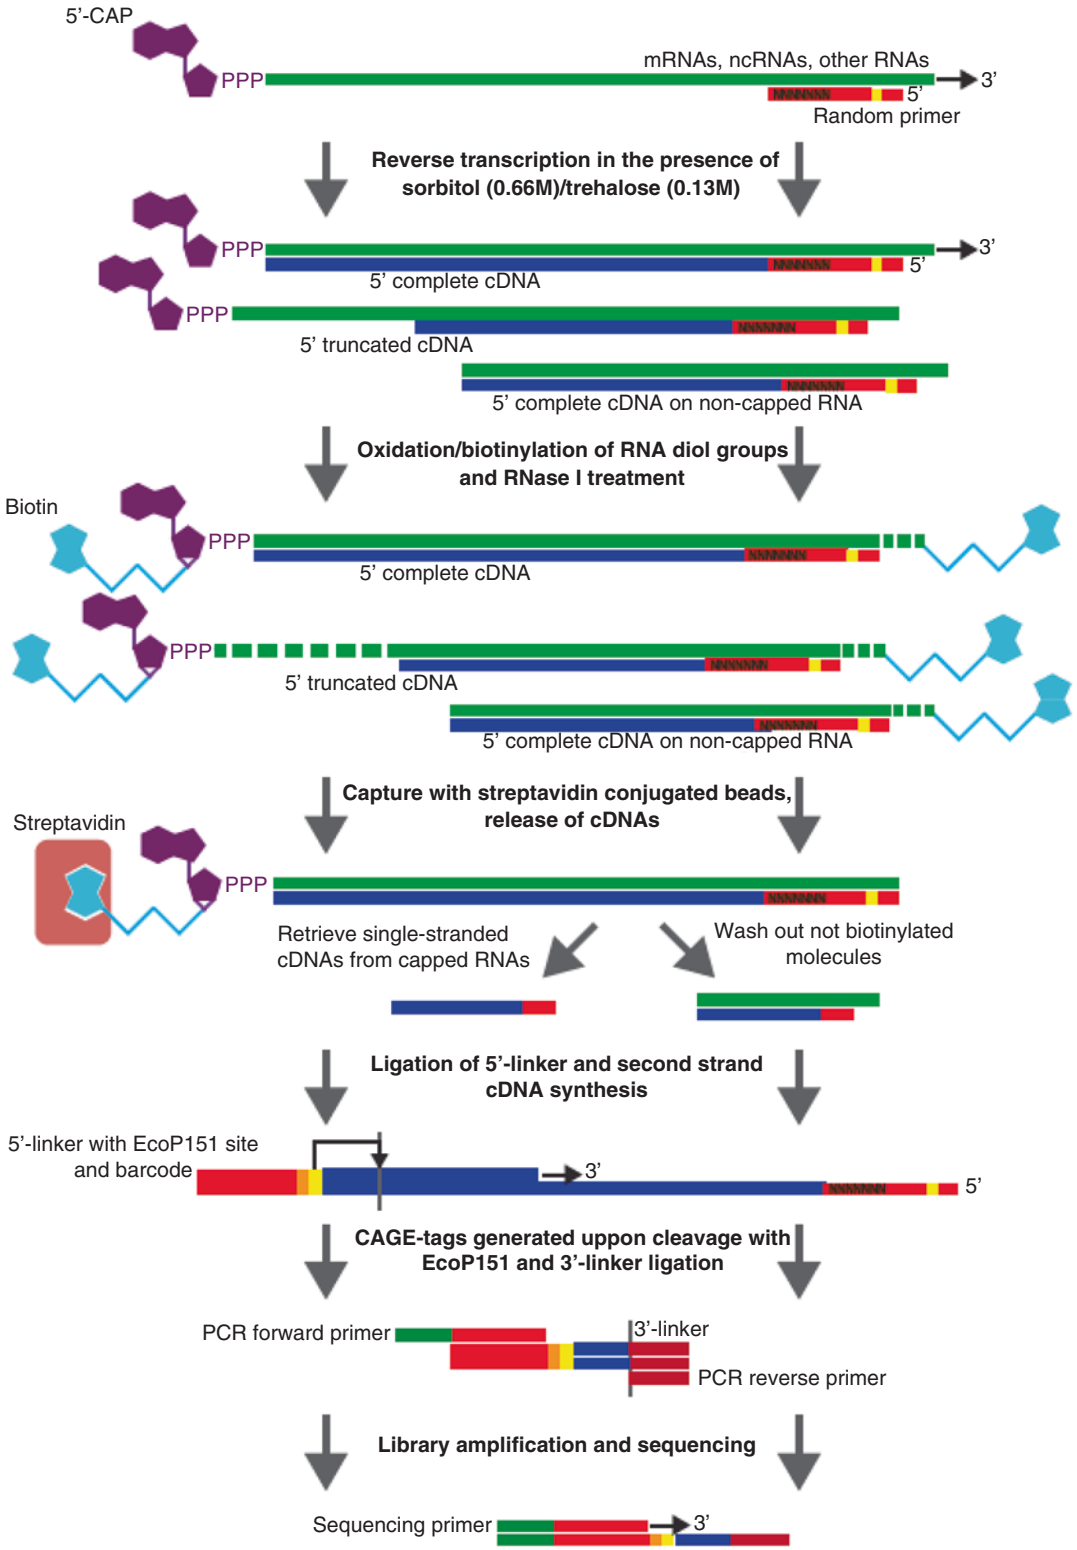 5’-CAP
PPP
mRNAs, ncRNAs, other RNAs
3’
NNNNNNN
5’
Random primer
Reverse transcription in the presence of
sorbitol (0.66M)/trehalose (0.13M)
PPP
3’
NNNNNNN
5’
5’ complete cDNA
PPP
NNNNNNN
5’ truncated cDNA
NNNNNNN
5’ complete cDNA on non-capped RNA
Oxidation/biotinylation of RNA diol groups
and RNase I treatment
Biotin
PPP
NNNNNNN
5’ complete cDNA
PPP
NNNNNNN
5’ truncated cDNA
NNNNNNN
5’ complete cDNA on non-capped RNA
Capture with streptavidin conjugated beads,
release of cDNAs
Streptavidin
PPP
NNNNNNN
Retrieve single-stranded
cDNAs from capped RNAs
Wash out not biotinylated
molecules
Ligation of 5’-linker and second strand
cDNA synthesis
5’-linker with EcoP151 site
and barcode
3’
NNNNNNN
5’
CAGE-tags generated uppon cleavage with
EcoP151 and 3’-linker ligation
PCR forward primer
3’-linker
PCR reverse primer
Library amplification and sequencing
Sequencing primer
3’